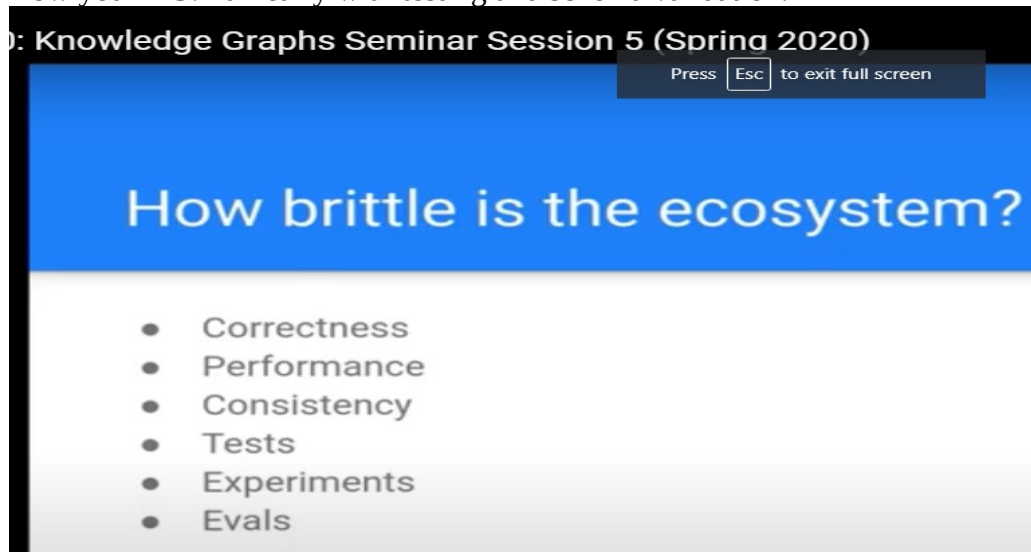 : Knowledge Graphs Seminar Session 5 (Spring 2020)
Press Esc to exit full screen
How brittle is the ecosystem?
● Correctness
● Performance
● Consistency
● Tests
● Experiments
● Evals